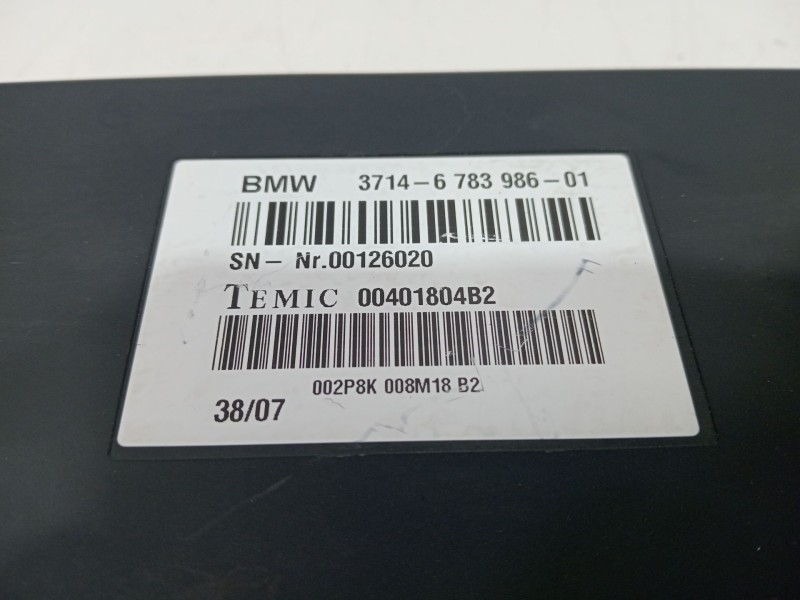 BMW 3714-6 783 986-01
SN- Nr.00126020
TEMIC 00401804B2
002P8K 008M18 B2
38/07